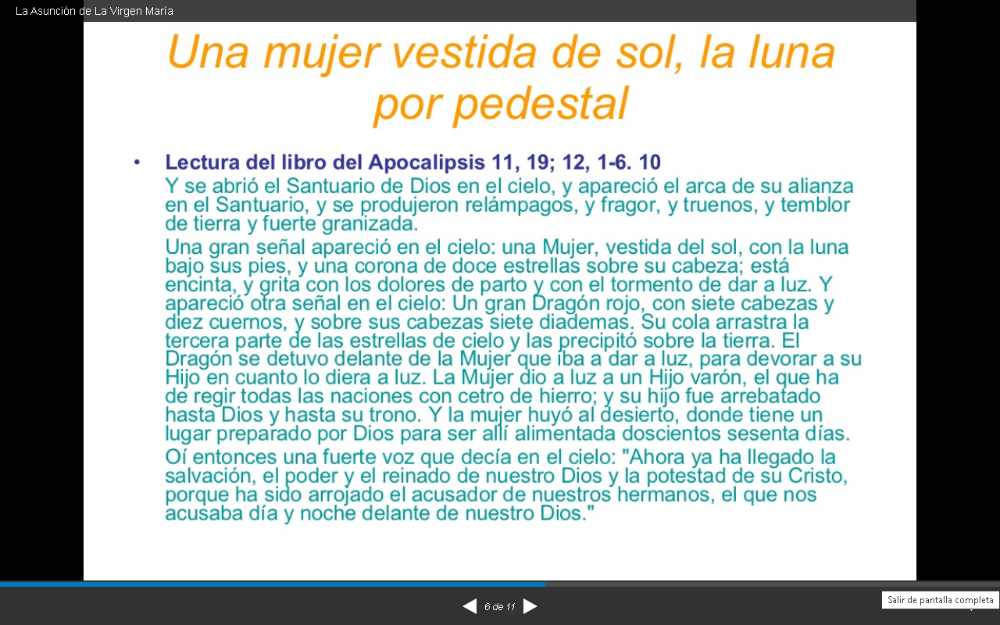 La Asunción de La Virgen María
Una mujer vestida de sol, la luna
por pedestal
• Lectura del libro del Apocalipsis 11, 19; 12, 1-6. 10
Y se abrió el Santuario de Dios en el cielo, y apareció el arca de su alianza
en el Santuario, y se produjeron relámpagos, y fragor, y truenos, y temblor
de tierra y fuerte granizada.
Una gran señal apareció en el cielo: una Mujer, vestida del sol, con la luna
bajo sus pies, y una corona de doce estrellas sobre su cabeza; está
encinta, y grita con los dolores de parto y con el tormento de dar a luz. Y
apareció otra señal en el cielo: Un gran Dragón rojo, con siete cabezas y
diez cuernos, y sobre sus cabezas siete diademas. Su cola arrastra la
tercera parte de las estrellas de cielo y las precipitó sobre la tierra. El
Dragón se detuvo delante de la Mujer que iba a dar a luz, para devorar a su
Hijo en cuanto lo diera a luz. La Mujer dio a luz a un Hijo varón, el que ha
de regir todas las naciones con cetro de hierro; y su hijo fue arrebatado
hasta Dios y hasta su trono. Y la mujer huyó al desierto, donde tiene un
lugar preparado por Dios para ser allí alimentada doscientos sesenta días.
Oí entonces una fuerte voz que decía en el cielo: "Ahora ya ha llegado la
salvación, el poder y el reinado de nuestro Dios y la potestad de su Cristo,
porque ha sido arrojado el acusador de nuestros hermanos, el que nos
acusaba día y noche delante de nuestro Dios."
Salir de pantalla completa
6 de 11